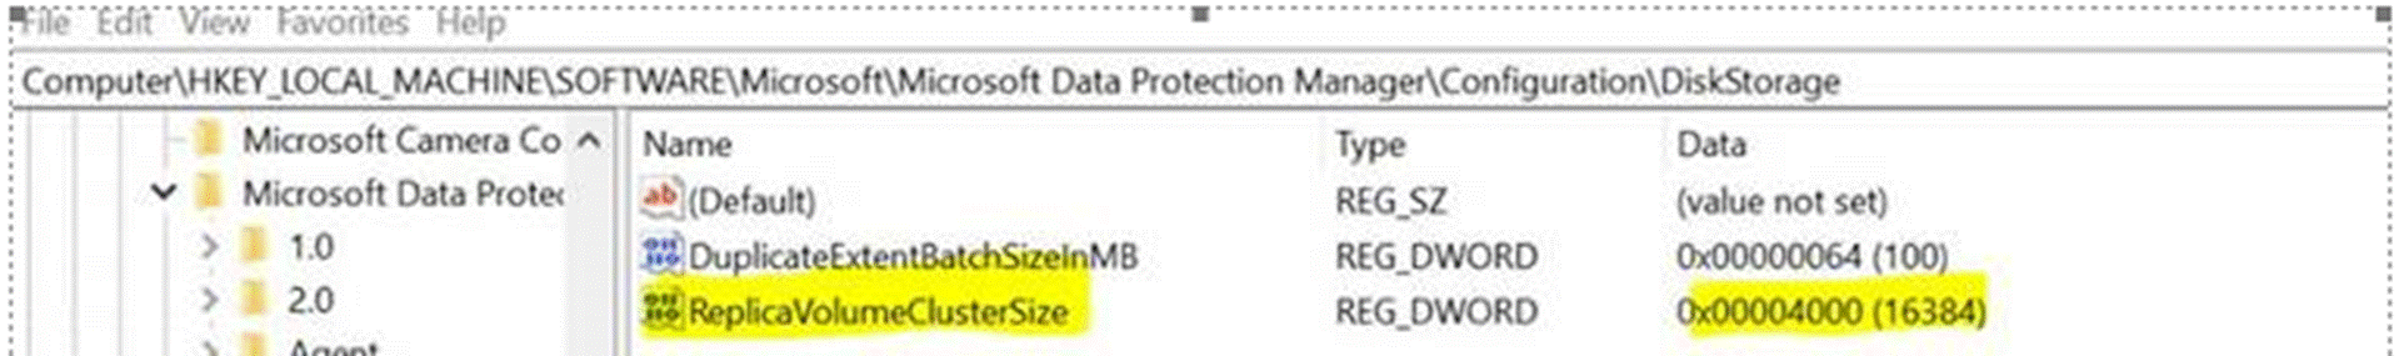 File Edit View Favorites Help
Computer\HKEY_LOCAL_MACHINE\SOFTWARE\Microsoft\Microsoft Data Protection Manager\Configuration\DiskStorage
Microsoft Camera Co
Microsoft Data Protec
1.0
2.0
Agent
Name Type Data
(Default) REG_SZ (value not set)
DuplicateExtentBatchSizeInMB REG_DWORD 0x00000064 (100)
ReplicaVolumeClusterSize REG_DWORD 0x00004000 (16384)